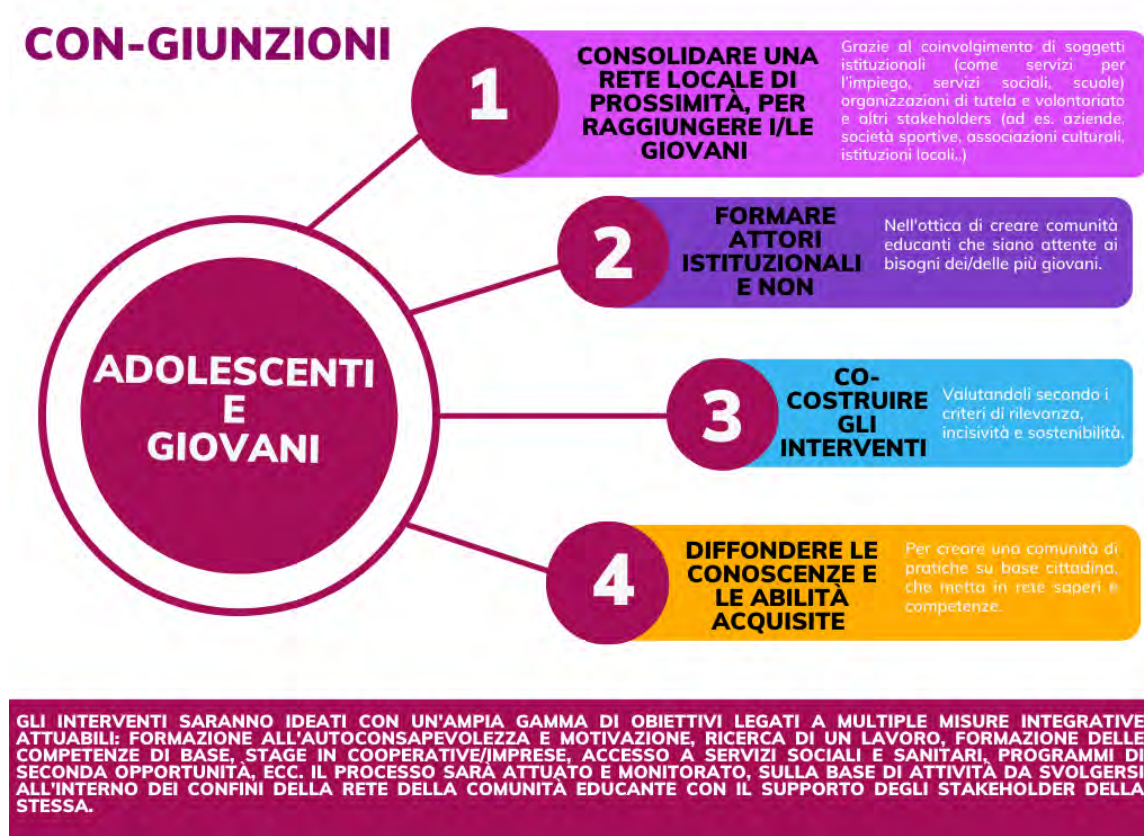 CON-GIUNZIONI
1
CONSOLIDARE UNA
RETE LOCALE DI
PROSSIMITÀ, PER
RAGGIUNGERE I/LE
GIOVANI
Grazie al coinvolgimento di soggetti
istituzionali (come servizi per
l'impiego, servizi sociali, scuole)
organizzazioni di tutela e volontariato
e altri stakeholders (ad es. aziende,
società sportive, associazioni culturali,
istituzioni locali..)
2
FORMARE
ATTORI
ISTITUZIONALI
E NON
Nell'ottica di creare comunità
educanti che siano attente ai
bisogni dei/delle più giovani.
ADOLESCENTI
E
GIOVANI
3
CO-
COSTRUIRE
GLI
INTERVENTI
Valutandoli secondo i
criteri di rilevanza,
incisività e sostenibilità.
4
DIFFONDERE LE
CONOSCENZE E
LE ABILITÀ
ACQUISITE
Per creare una comunità di
pratiche su base cittadina,
che metta in rete saperi e
competenze.
GLI INTERVENTI SARANNO IDEATI CON UN'AMPIA GAMMA DI OBIETTIVI LEGATI A MULTIPLE MISURE INTEGRATIVE
ATTUABILI: FORMAZIONE ALL'AUTOCONSAPEVOLEZZA E MOTIVAZIONE, RICERCA DI UN LAVORO, FORMAZIONE DELLE
COMPETENZE DI BASE, STAGE IN COOPERATIVE/IMPRESE, ACCESSO A SERVIZI SOCIALI E SANITARI, PROGRAMMI DI
SECONDA OPPORTUNITÀ, ECC. IL PROCESSO SARÀ ATTUATO E MONITORATO, SULLA BASE DI ATTIVITÀ DA SVOLGERSI
ALL'INTERNO DEI CONFINI DELLA RETE DELLA COMUNITÀ EDUCANTE CON IL SUPPORTO DEGLI STAKEHOLDER DELLA
STESSA.